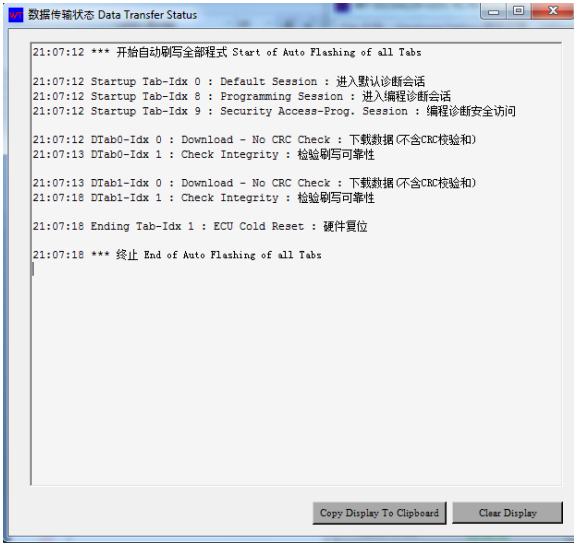 WT 数据传输状态 Data Transfer Status
21:07:12 *** 开始自动刷写全部程式 Start of Auto Flashing of all Tabs
21:07:12 Startup Tab-Idx 0 : Default Session : 进入默认诊断会话
21:07:12 Startup Tab-Idx 8 : Programming Session : 进入编程诊断会话
21:07:12 Startup Tab-Idx 9 : Security Access-Prog. Session : 编程诊断安全访问
21:07:12 DTab0-Idx 0 : Download - No CRC Check : 下载数据(不含CRC校验和)
21:07:13 DTab0-Idx 1 : Check Integrity : 检验刷写可靠性
21:07:13 DTab1-Idx 0 : Download - No CRC Check : 下载数据(不含CRC校验和)
21:07:18 DTab1-Idx 1 : Check Integrity : 检验刷写可靠性
21:07:18 Ending Tab-Idx 1 : ECU Cold Reset : 硬件复位
21:07:18 *** 终止 End of Auto Flashing of all Tabs
Copy Display To Clipboard Clear Display